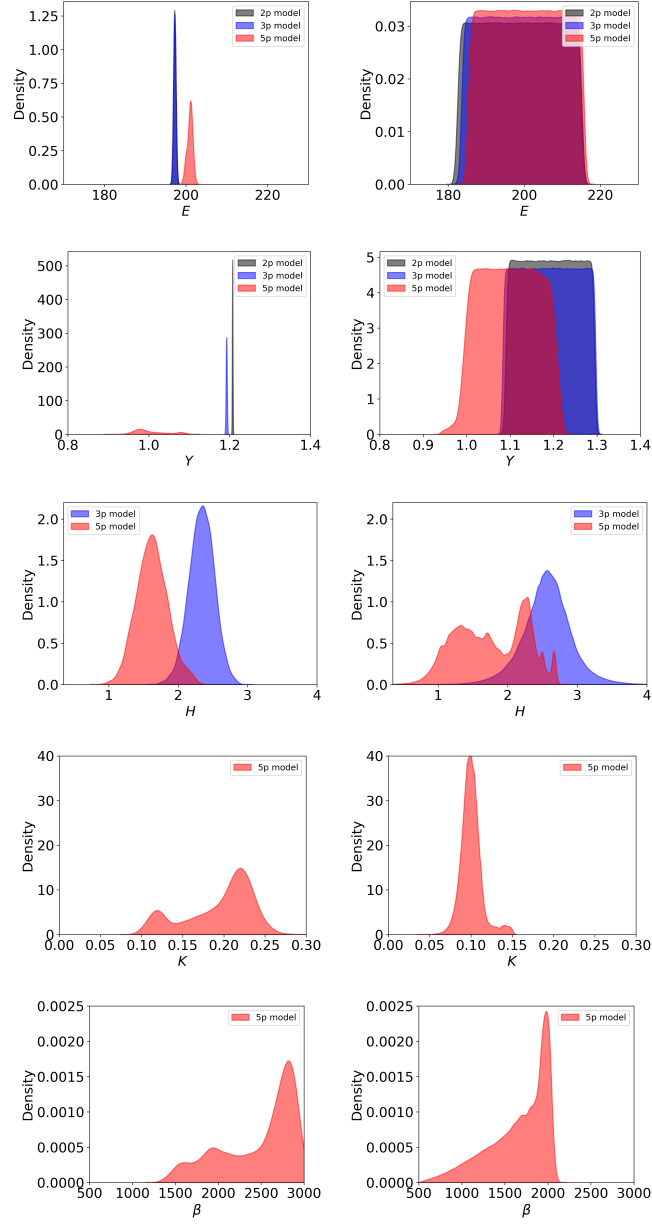 1.25
1.00
0.75
0.50
0.25
0.00
Density
180 200 220
E
2p model
3p model
5p model
0.03
0.02
0.01
0.00
Density
180 200 220
E
2p model
3p model
5p model
500
400
300
200
100
0
Density
0.8 1.0 1.2 1.4
Y
2p model
3p model
5p model
5
4
3
2
1
0
Density
0.8 0.9 1.0 1.1 1.2 1.3 1.4
Y
2p model
3p model
5p model
2.0
1.5
1.0
0.5
0.0
Density
1 2 3 4
H
3p model
5p model
2.0
1.5
1.0
0.5
0.0
Density
1 2 3 4
H
3p model
5p model
40
30
20
10
0
Density
0.00 0.05 0.10 0.15 0.20 0.25 0.30
K
5p model
40
30
20
10
0
Density
0.00 0.05 0.10 0.15 0.20 0.25 0.30
K
5p model
0.0025
0.0020
0.0015
0.0010
0.0005
0.0000
Density
500 1000 1500 2000 2500 3000
β
5p model
0.0025
0.0020
0.0015
0.0010
0.0005
0.0000
Density
500 1000 1500 2000 2500 3000
β
5p model